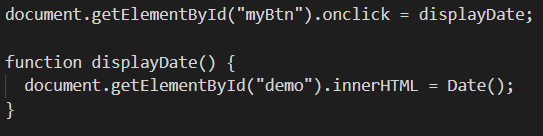 document.getElementById("myBtn").onclick = displayDate;

function displayDate() {
  document.getElementById("demo").innerHTML = Date();
}